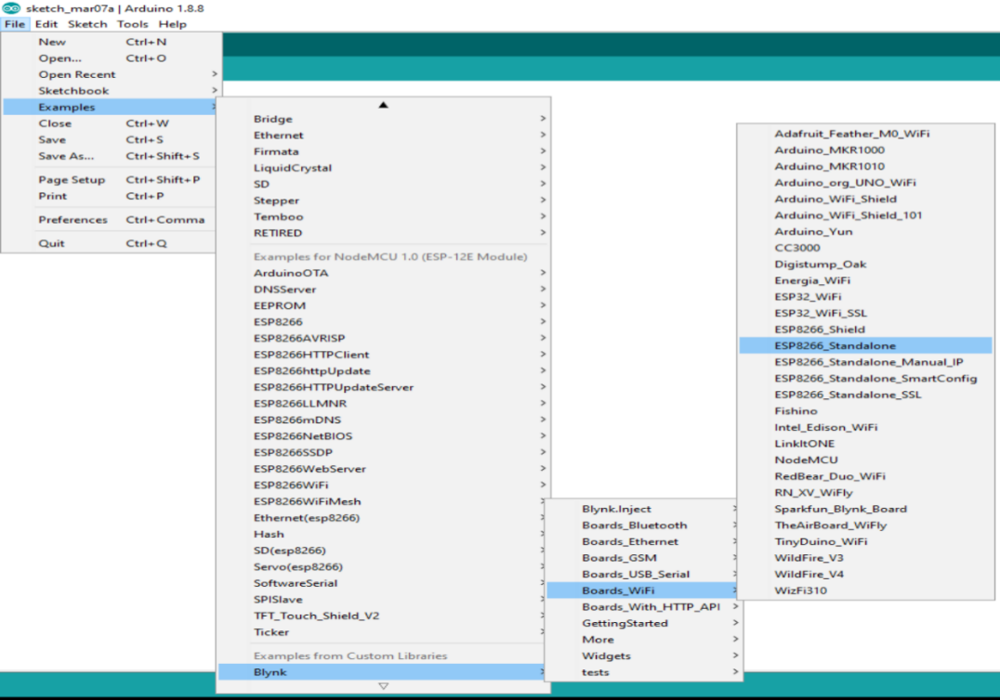 sketch_mar07a | Arduino 1.8.8
File Edit Sketch Tools Help
New Ctrl+N
Open... Ctrl+O
Open Recent
Sketchbook
Examples
Close Ctrl+W
Save Ctrl+S
Save As... Ctrl+Shift+S
Page Setup Ctrl+Shift+P
Print Ctrl+P
Preferences Ctrl+Comma
Quit Ctrl+Q
Bridge
Ethernet
Firmata
LiquidCrystal
SD
Stepper
Temboo
RETIRED
Examples for NodeMCU 1.0 (ESP-12E Module)
ArduinoOTA
DNSServer
EEPROM
ESP8266
ESP8266AVRISP
ESP8266HTTPClient
ESP8266httpUpdate
ESP8266HTTPUpdateServer
ESP8266LLMNR
ESP8266mDNS
ESP8266NetBIOS
ESP8266SSDP
ESP8266WebServer
ESP8266WiFi
ESP8266WiFiMesh
Ethernet(esp8266)
Hash
SD(esp8266)
Servo(esp8266)
SoftwareSerial
SPISlave
TFT_Touch_Shield_V2
Ticker
Examples from Custom Libraries
Blynk
Blynk.Inject
Boards_Bluetooth
Boards_Ethernet
Boards_GSM
Boards_USB_Serial
Boards_WiFi
Boards_With_HTTP_API
GettingStarted
More
Widgets
tests
Adafruit_Feather_M0_WiFi
Arduino_MKR1000
Arduino_MKR1010
Arduino_org_UNO_WiFi
Arduino_WiFi_Shield
Arduino_WiFi_Shield_101
Arduino_Yun
CC3000
Digistump_Oak
Energia_WiFi
ESP32_WiFi
ESP32_WiFi_SSL
ESP8266_Shield
ESP8266_Standalone
ESP8266_Standalone_Manual_IP
ESP8266_Standalone_SmartConfig
ESP8266_Standalone_SSL
Fishino
Intel_Edison_WiFi
LinkItONE
NodeMCU
RedBear_Duo_WiFi
RN_XV_WiFly
Sparkfun_Blynk_Board
TheAirBoard_WiFly
TinyDuino_WiFi
WildFire_V3
WildFire_V4
WizFi310